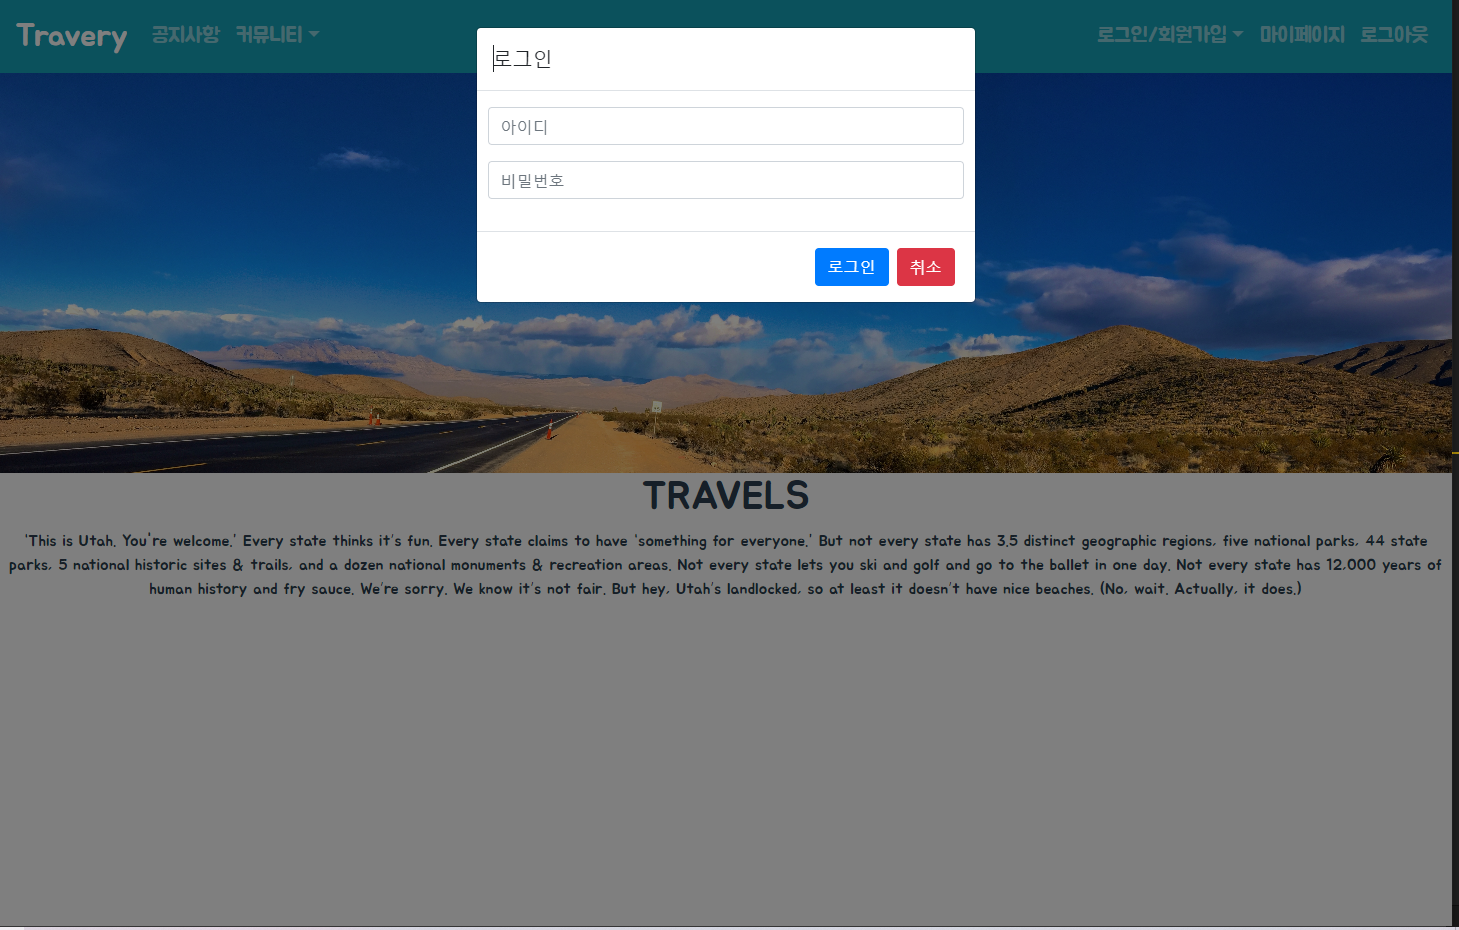 Travery 공지사항 커뮤니티 로그인/회원가입 마이페이지 로그아웃
로그인
아이디
비밀번호
로그인 취소
TRAVELS
'This is Utah. You're welcome.' Every state thinks it's fun. Every state claims to have 'something for everyone.' But not every state has 3.5 distinct geographic regions, five national parks, 44 state
parks, 5 national historic sites & trails, and a dozen national monuments & recreation areas. Not every state lets you ski and golf and go to the ballet in one day. Not every state has 12,000 years of
human history and fry sauce. We're sorry. We know it's not fair. But hey, Utah's landlocked, so at least it doesn't have nice beaches. (No, wait. Actually, it does.)